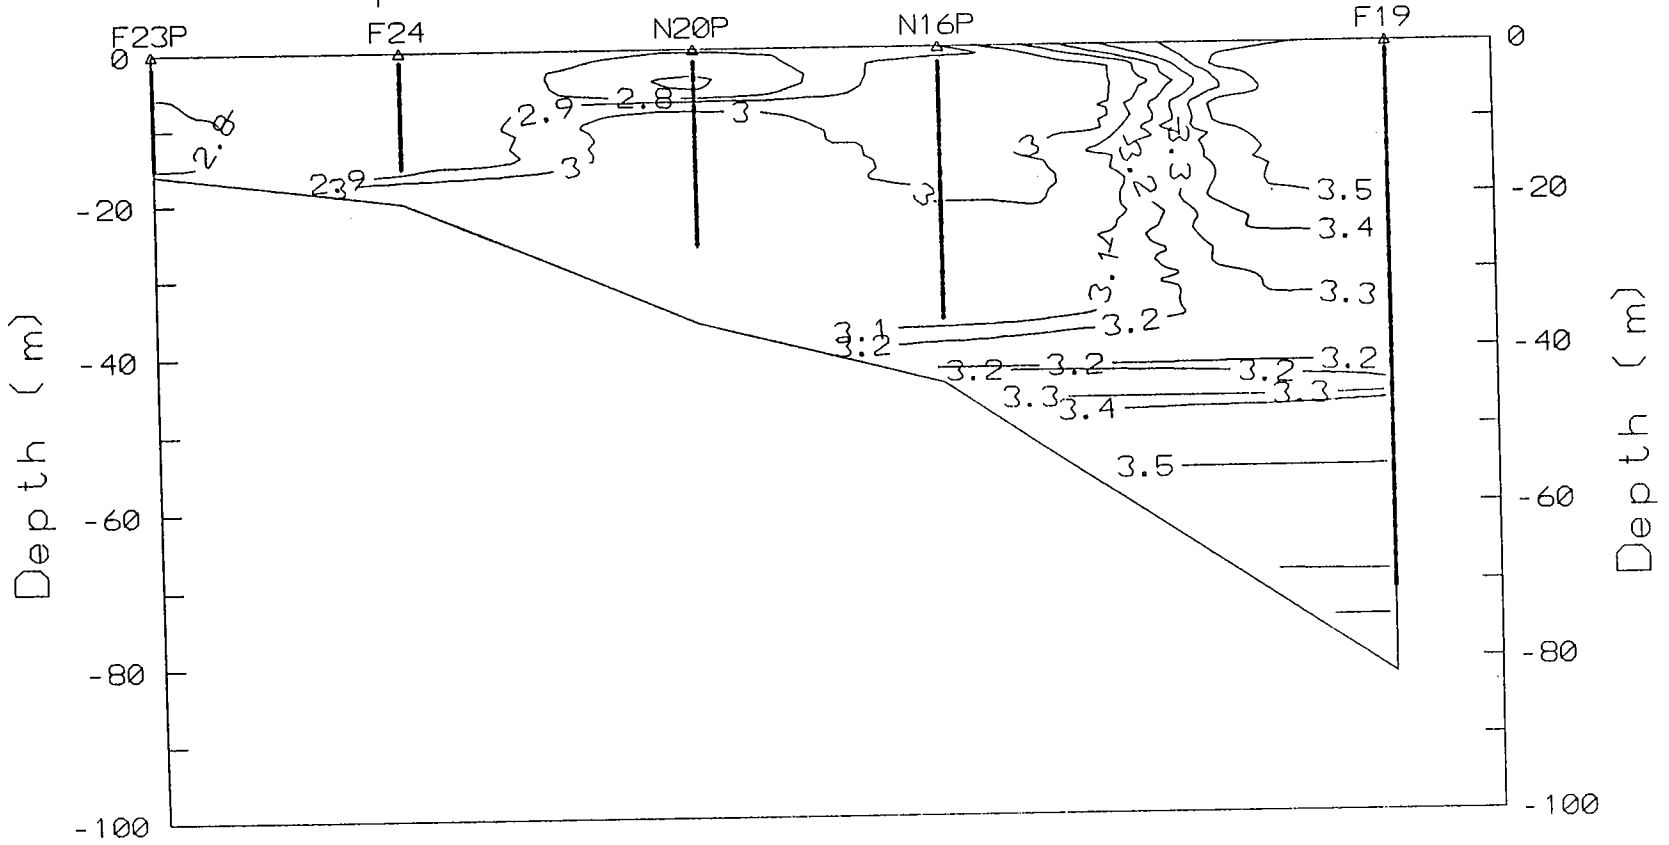 F23P F24 N20P N16P F19
0 0
2.8 2.9 2.8 3 3 3.2 3.3
2.9 3 3 3.5 -20
-20 3.4
3.1 3.3
3.1 3.2
3.2 -40
-40 3.2 3.2 3.2 3.2
3.3 3.4 3.3
3.5
-60 -60
Depth (m) Depth (m)
-80 -80
-100 -100